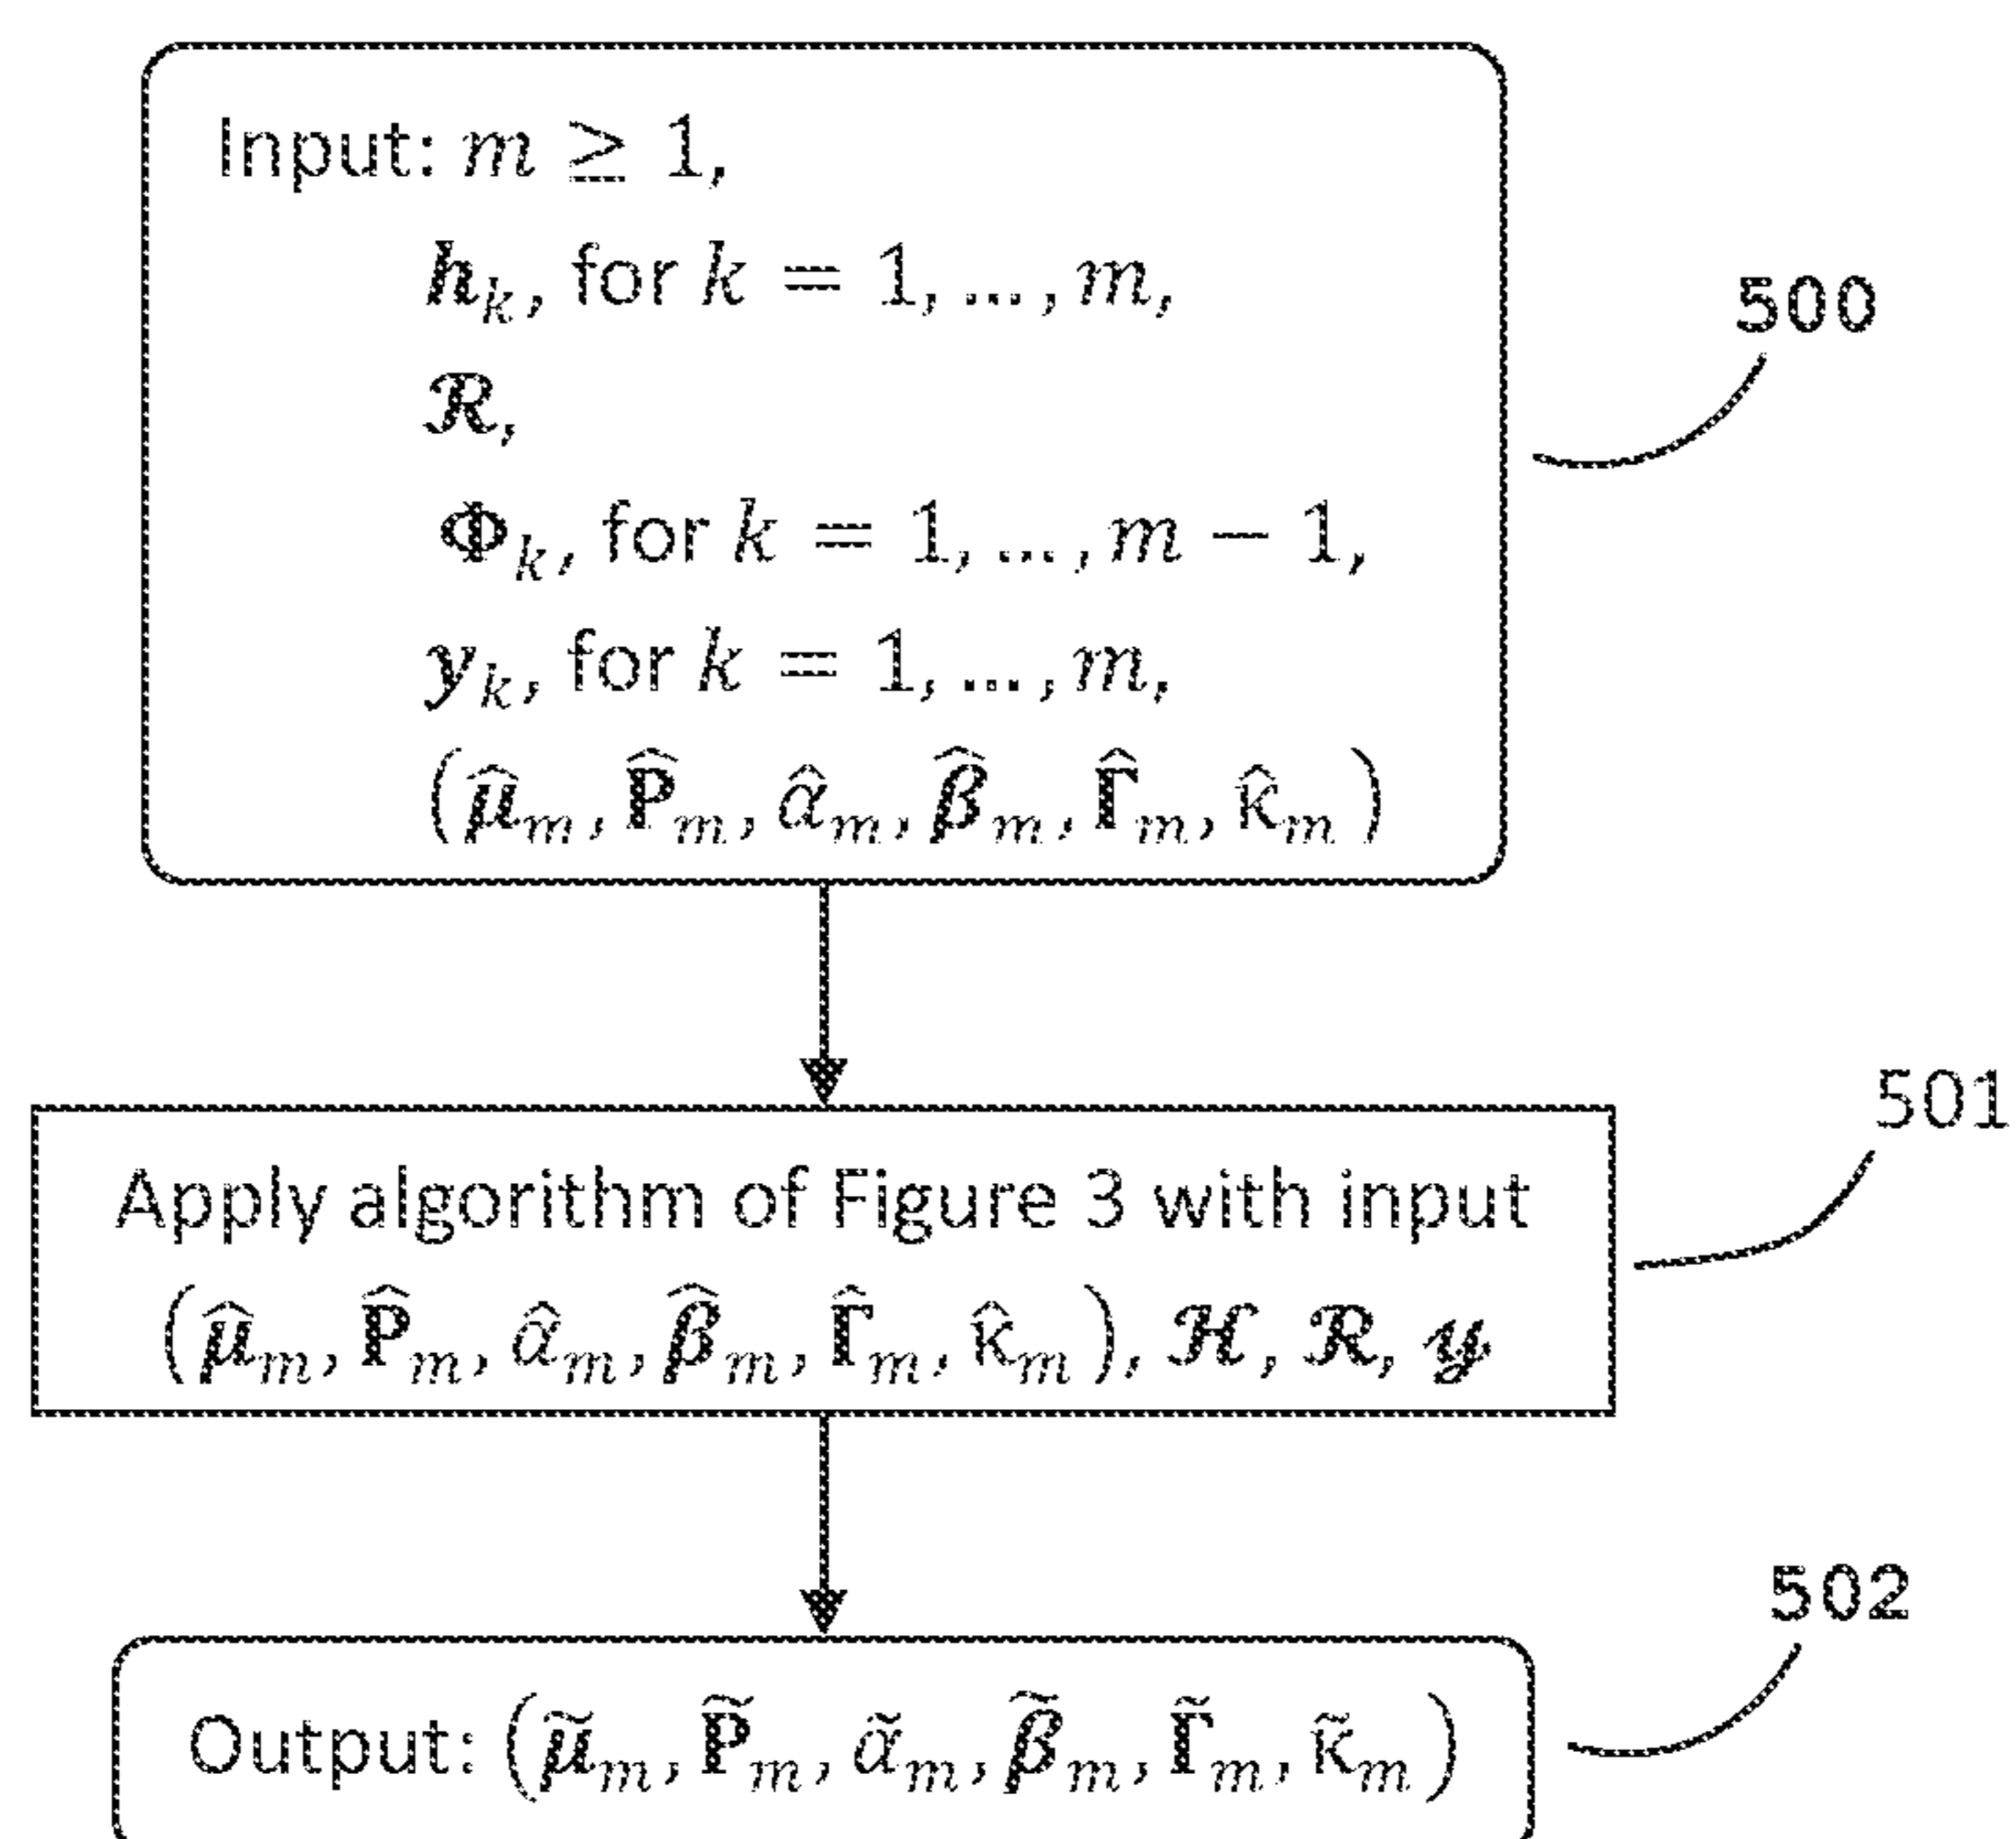 Input: m ≥ 1,
h_k, for k = 1, ... , m,
ℛ,
Φ_k, for k = 1, ... , m − 1,
y_k, for k = 1, ... , m,
(μ̂_m, P̂_m, α̂_m, β̂_m, Γ̂_m, κ̂_m)
500
501
Apply algorithm of Figure 3 with input
(μ̂_m, P̂_m, α̂_m, β̂_m, Γ̂_m, κ̂_m), ℋ, ℛ, 𝓎
502
Output: (μ̃_m, P̃_m, α̃_m, β̃_m, Γ̃_m, κ̃_m)